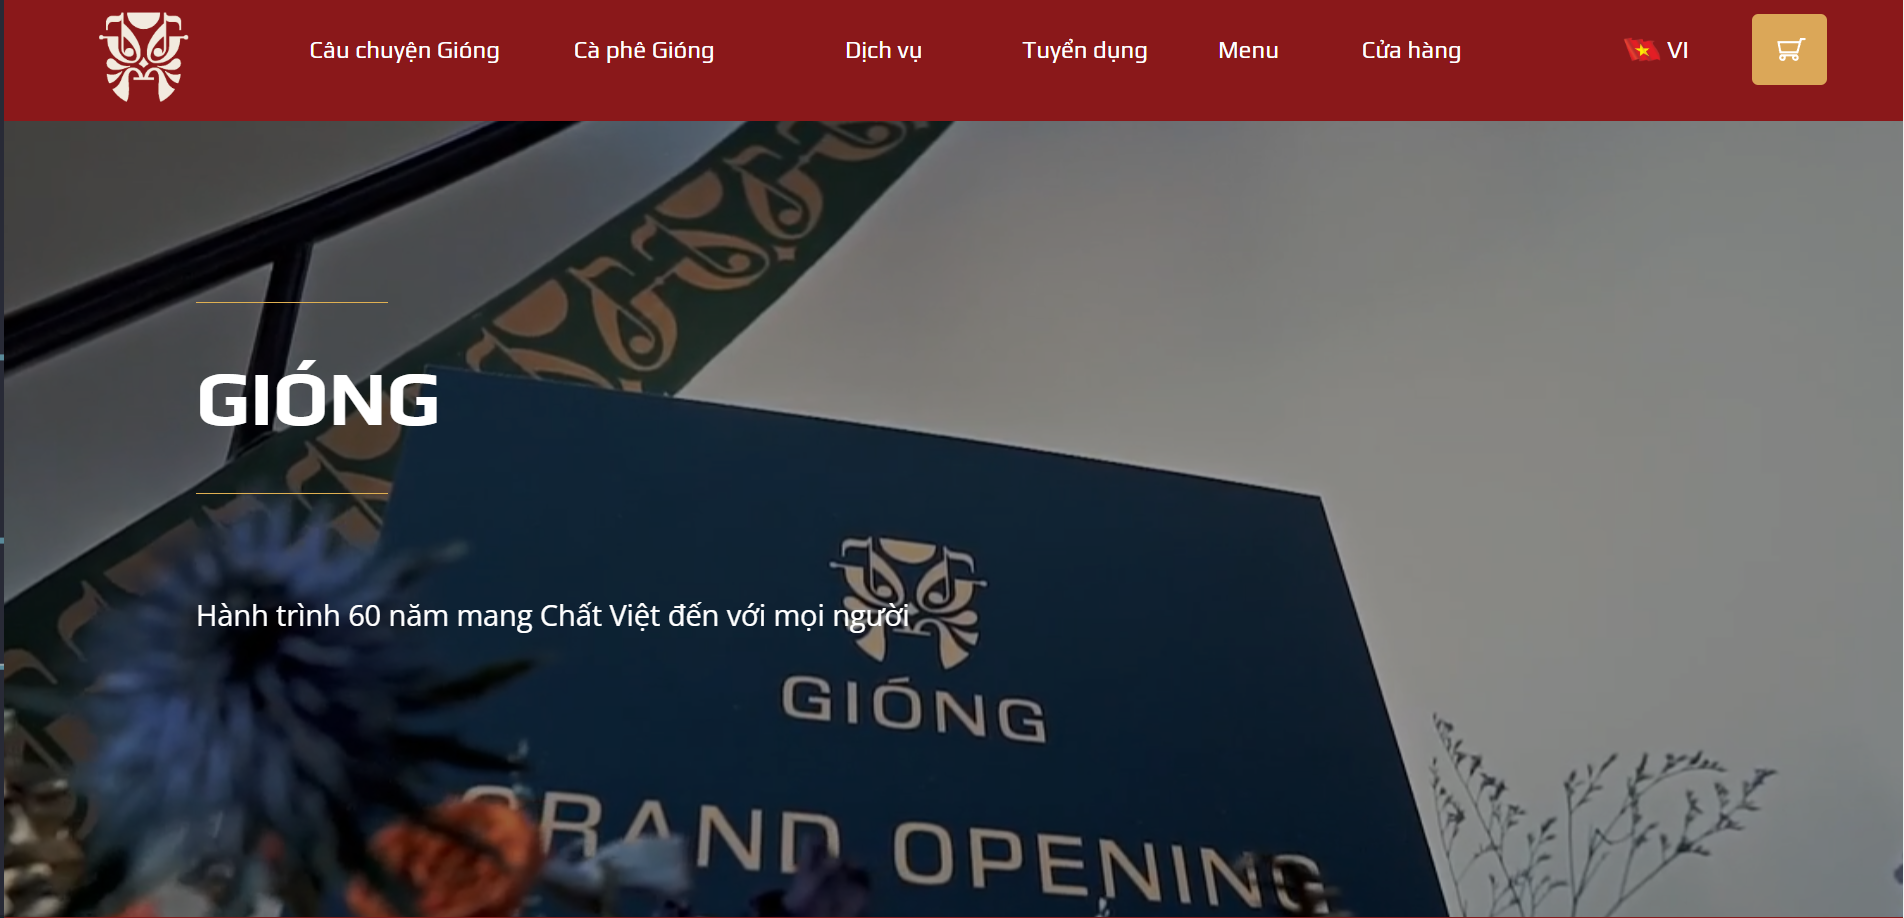 Câu chuyện Gióng
Cà phê Gióng
Dịch vụ
Tuyển dụng
Menu
Cửa hàng
VI
GIÓNG
Hành trình 60 năm mang Chất Việt đến với mọi người
GIÓNG
GRAND OPENING